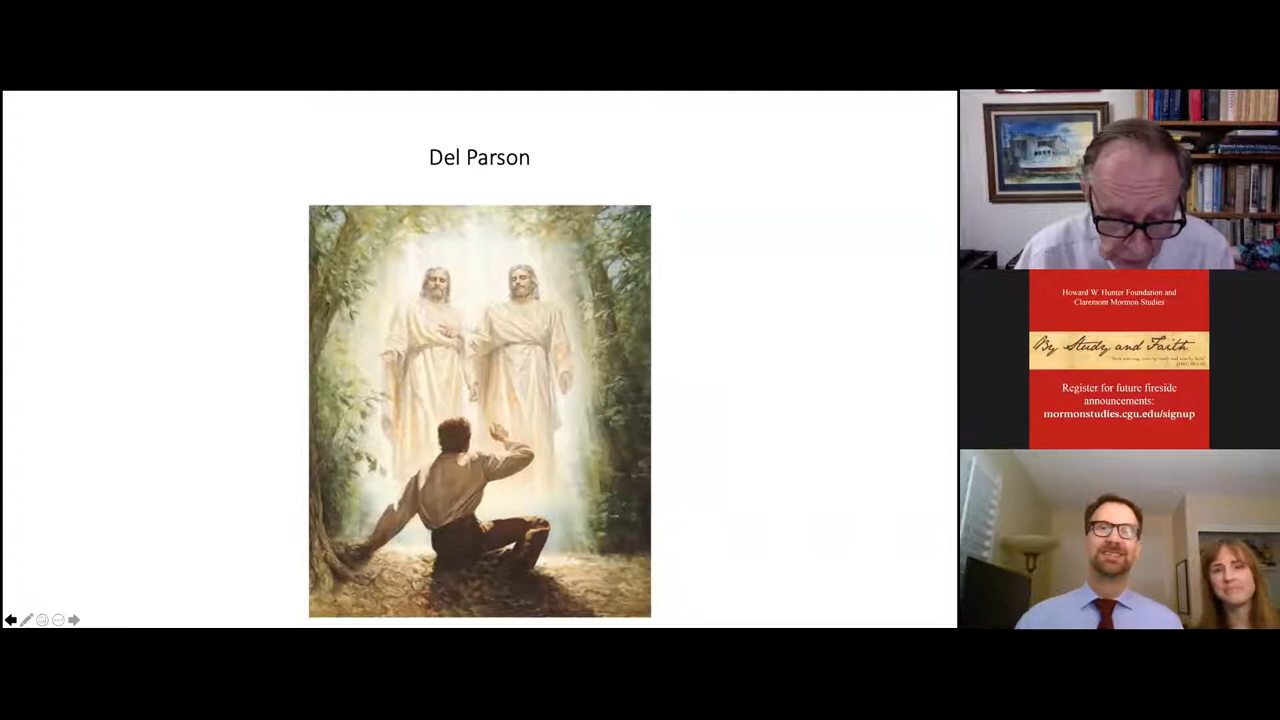 Del Parson
Howard W. Hunter Foundation and
Claremont Mormon Studies
By Study and Faith
Register for future fireside
announcements:
mormonstudies.cgu.edu/signup